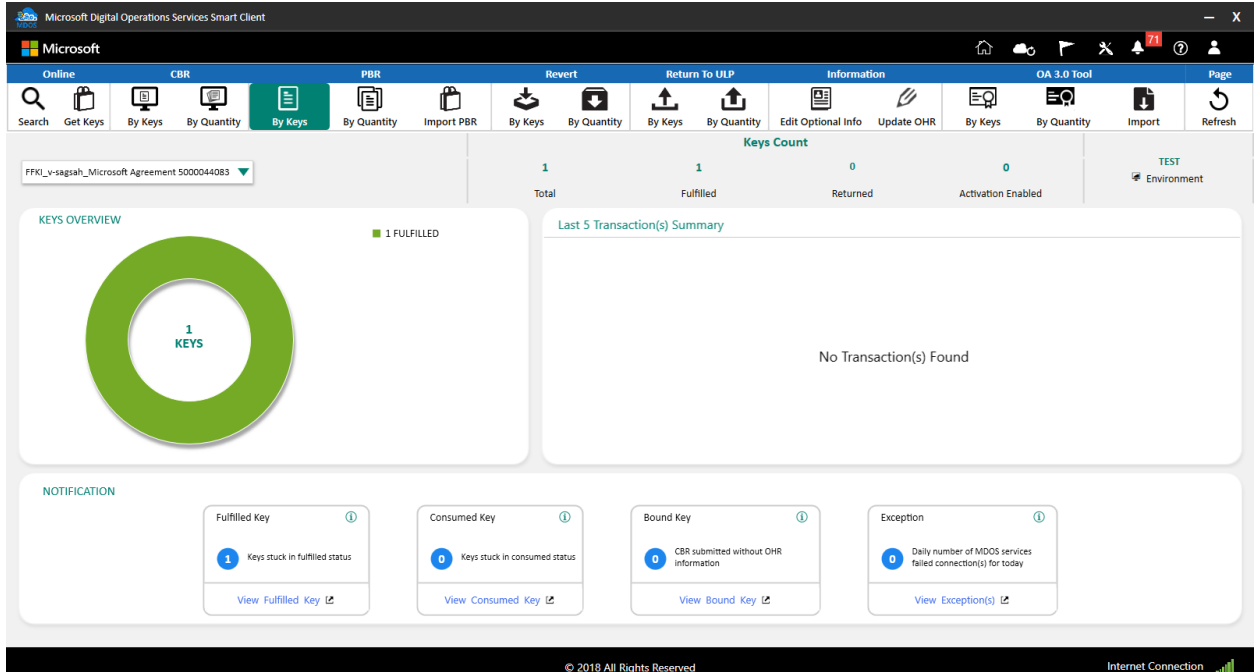 MDOS
Microsoft Digital Operations Services Smart Client
X
Microsoft
71
Online CBR PBR Revert Return To ULP Information OA 3.0 Tool Page
Search Get Keys By Keys By Quantity By Keys By Quantity Import PBR By Keys By Quantity By Keys By Quantity Edit Optional Info Update OHR By Keys By Quantity Import Refresh
Keys Count
FFKI_v-sagsah_Microsoft Agreement 5000044083
1 1 0 0
Total Fulfilled Returned Activation Enabled
TEST
Environment
KEYS OVERVIEW
1 FULFILLED
1
KEYS
Last 5 Transaction(s) Summary
No Transaction(s) Found
NOTIFICATION
Fulfilled Key
1 Keys stuck in fulfilled status
View Fulfilled Key
Consumed Key
0 Keys stuck in consumed status
View Consumed Key
Bound Key
0 CBR submitted without OHR
information
View Bound Key
Exception
0 Daily number of MDOS services
failed connection(s) for today
View Exception(s)
© 2018 All Rights Reserved
Internet Connection